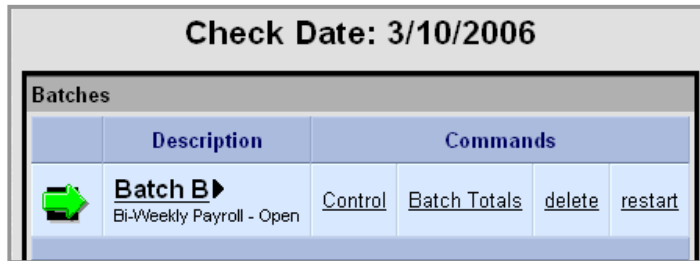 Check Date: 3/10/2006
Batches
Description Commands
Batch B
Control Batch Totals delete restart
Bi-Weekly Payroll - Open